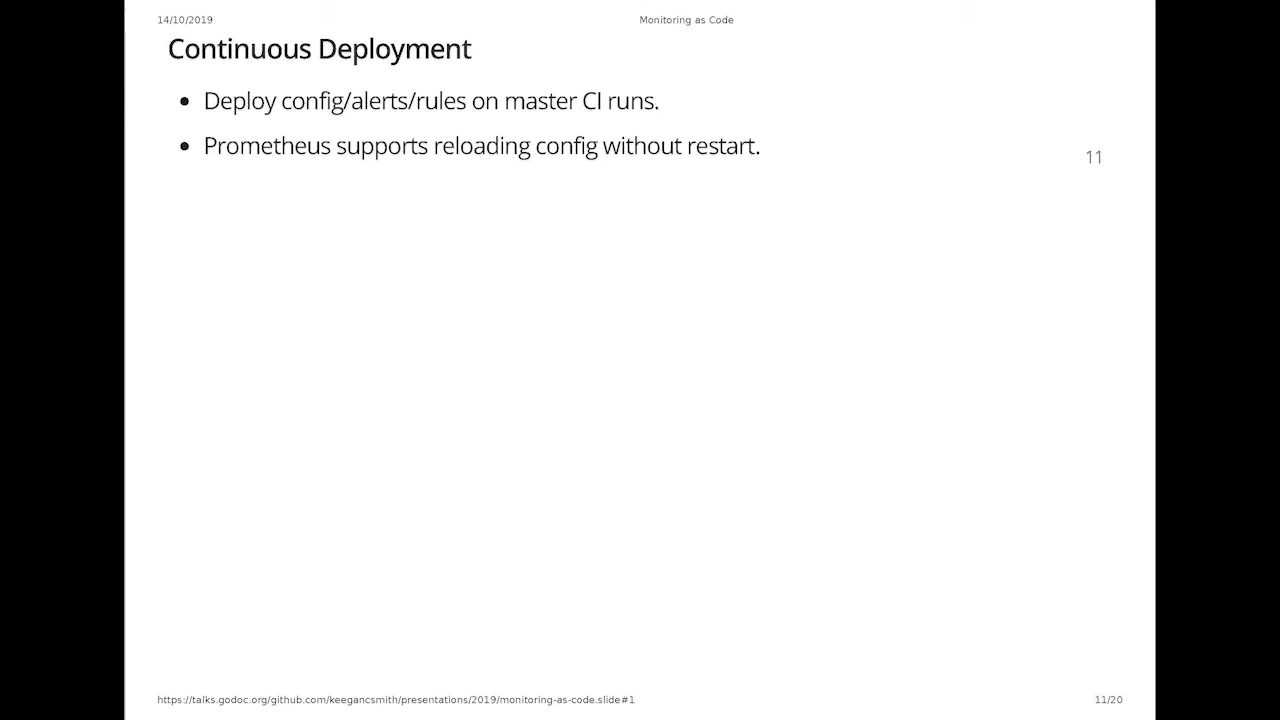 14/10/2019
Monitoring as Code
Continuous Deployment
• Deploy config/alerts/rules on master CI runs.
• Prometheus supports reloading config without restart.
11
https://talks.godoc.org/github.com/keegancsmith/presentations/2019/monitoring-as-code.slide#1
11/20